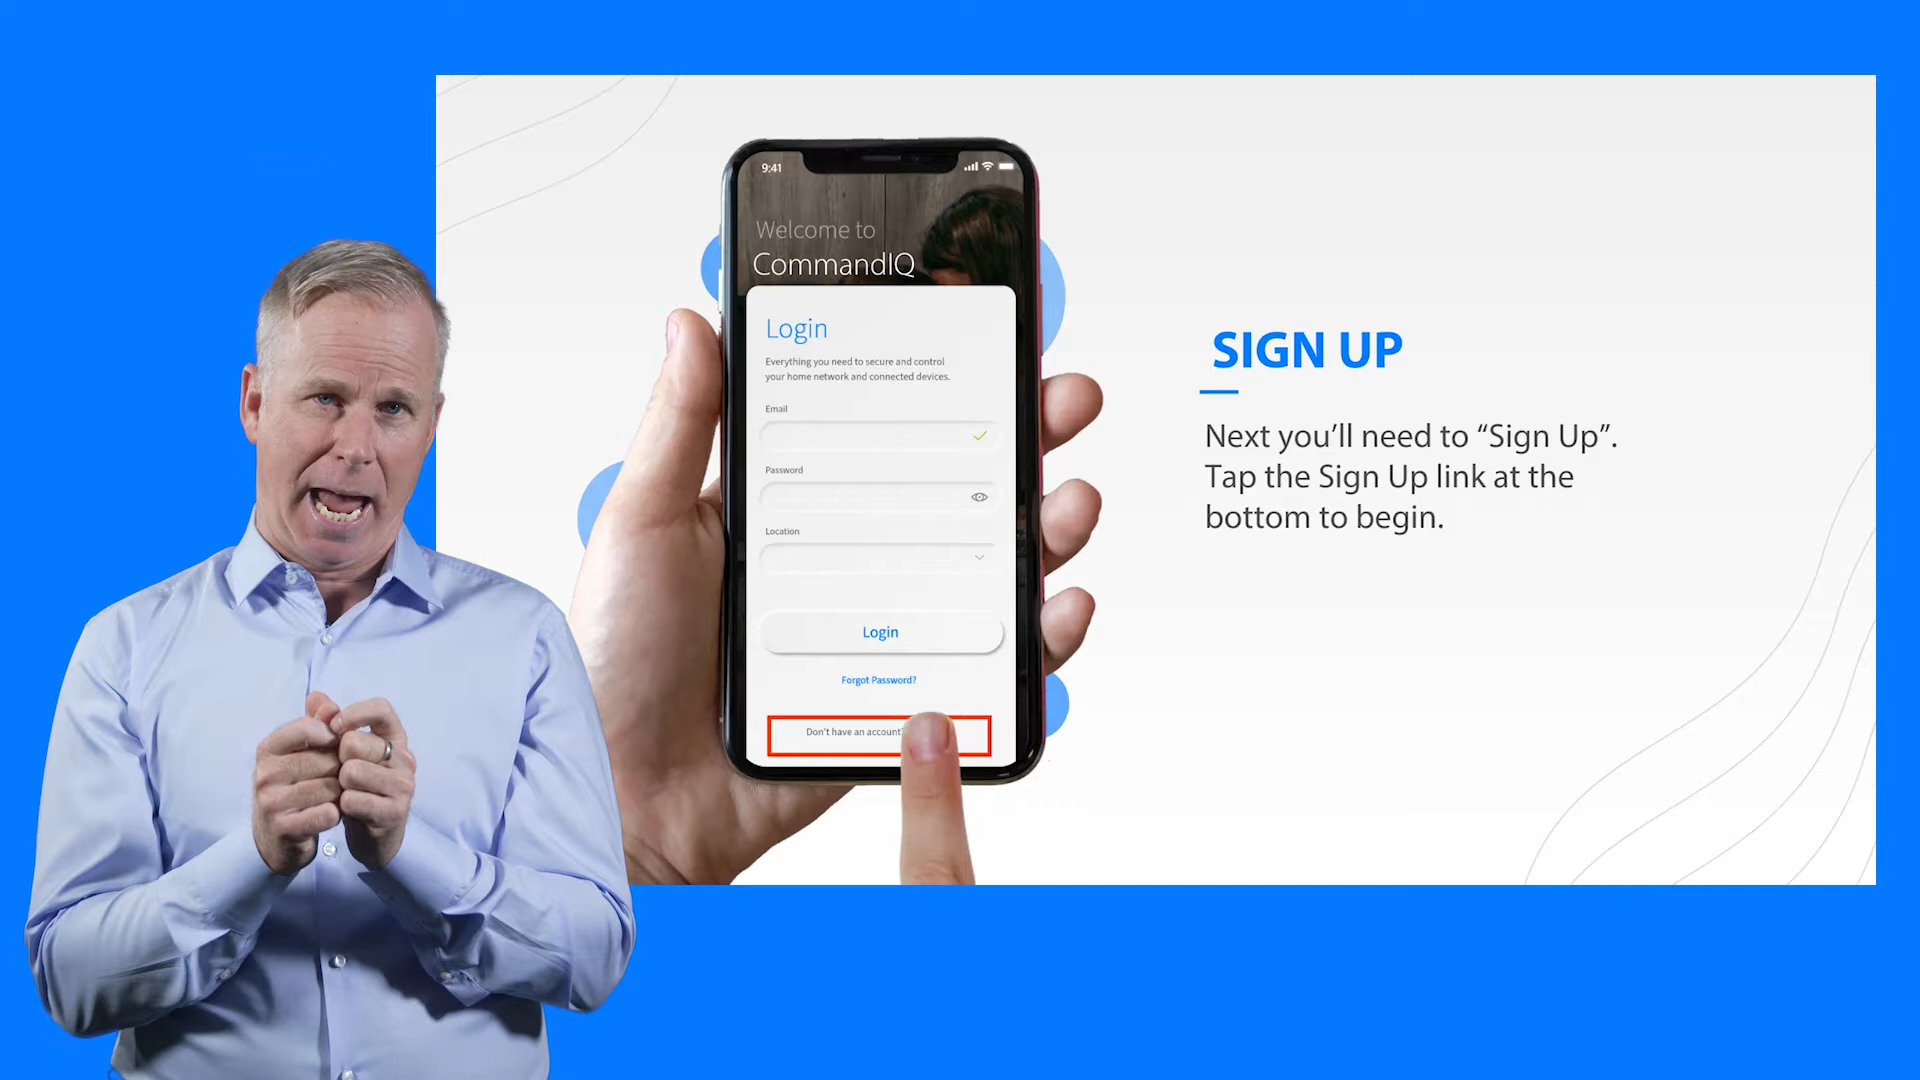 9:41
Welcome to
CommandIQ
Login
Everything you need to secure and control
your home network and connected devices.
Email
Password
Location
Login
Forgot Password?
Don't have an account?
SIGN UP
Next you’ll need to “Sign Up”.
Tap the Sign Up link at the
bottom to begin.